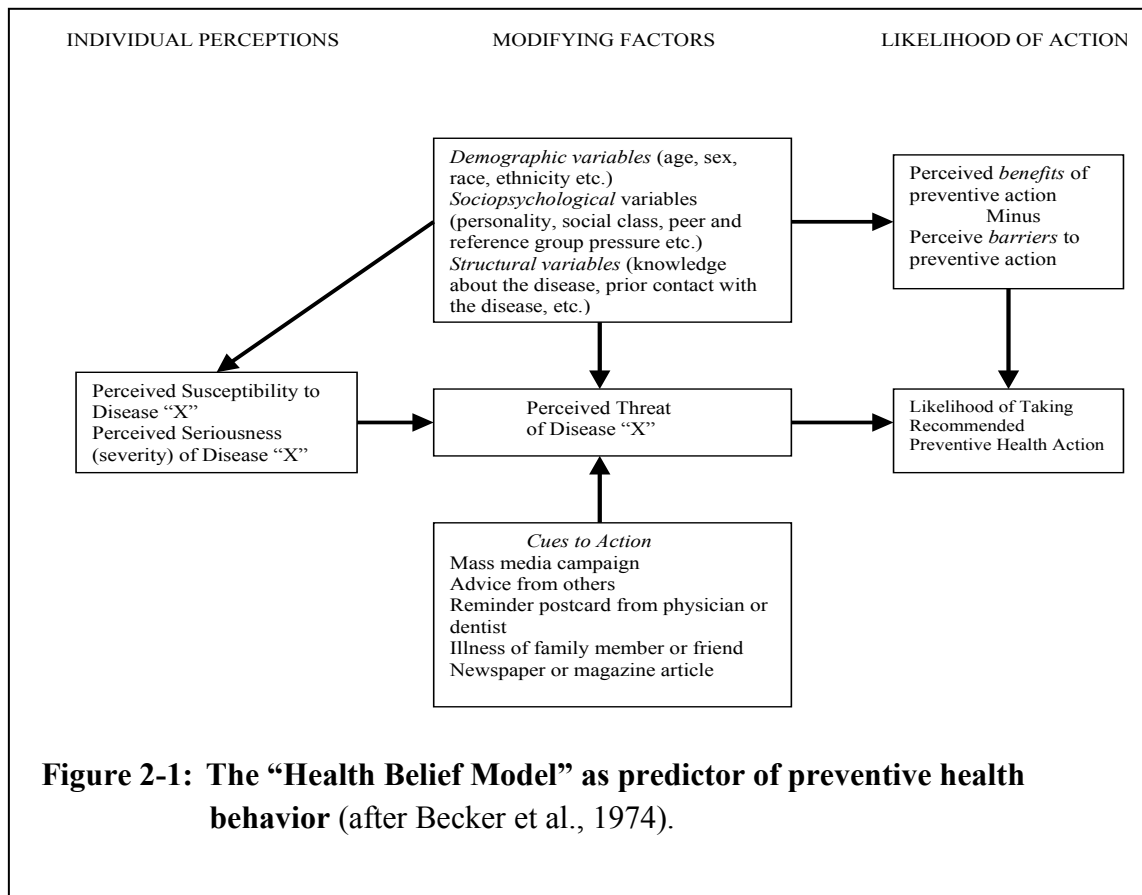 INDIVIDUAL PERCEPTIONS
MODIFYING FACTORS
LIKELIHOOD OF ACTION
Demographic variables (age, sex,
race, ethnicity etc.)
Sociopsychological variables
(personality, social class, peer and
reference group pressure etc.)
Structural variables (knowledge
about the disease, prior contact with
the disease, etc.)
Perceived benefits of
preventive action
Minus
Perceive barriers to
preventive action
Perceived Susceptibility to
Disease “X”
Perceived Seriousness
(severity) of Disease “X”
Perceived Threat
of Disease “X”
Likelihood of Taking
Recommended
Preventive Health Action
Cues to Action
Mass media campaign
Advice from others
Reminder postcard from physician or
dentist
Illness of family member or friend
Newspaper or magazine article
Figure 2-1: The “Health Belief Model” as predictor of preventive health
behavior (after Becker et al., 1974).